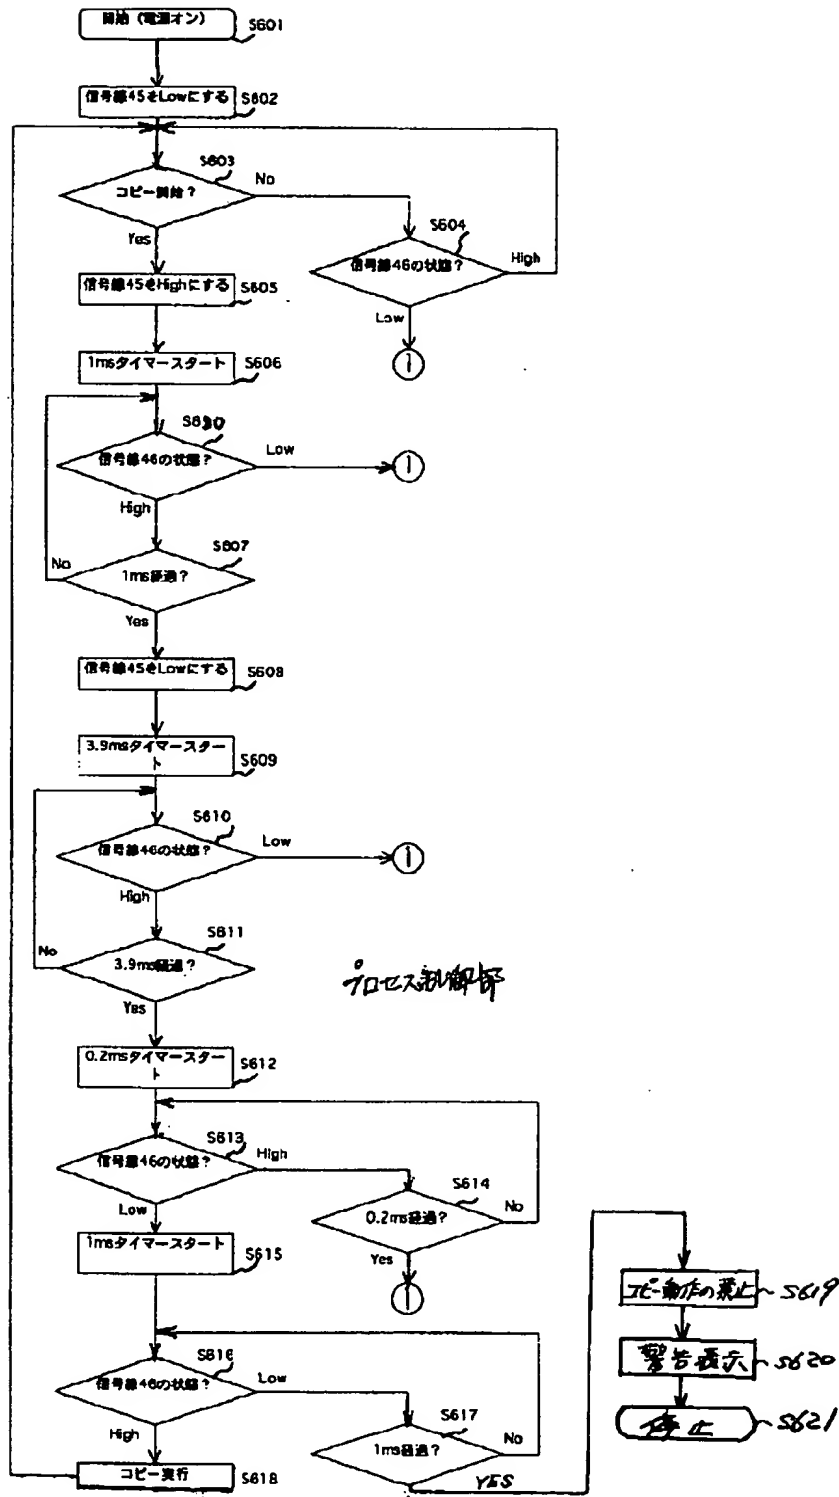 開始（電源オン）
S601
信号線45をLowにする
S602
S603
コピー開始？
No
Yes
S604
信号線46の状態？
High
Low
①
信号線45をHighにする
S605
1msタイマースタート
S606
S630
信号線46の状態？
Low
①
High
S607
1ms経過？
No
Yes
信号線45をLowにする
S608
3.9msタイマースター
ト
S609
S610
信号線46の状態？
Low
①
High
S611
3.9ms経過？
No
Yes
プロセス制御部
0.2msタイマースター
ト
S612
S613
信号線46の状態？
High
Low
S614
0.2ms経過？
No
Yes
①
1msタイマースタート
S615
S616
信号線46の状態？
Low
High
S617
1ms経過？
No
YES
コピー実行
S618
コピー動作の禁止
S619
警告表示
S620
停止
S621